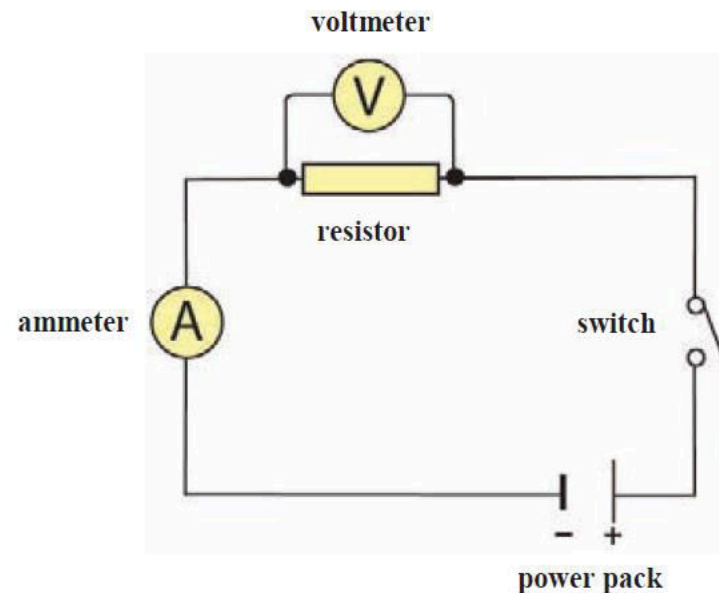 voltmeter
V
resistor
ammeter
A
switch
- +
power pack